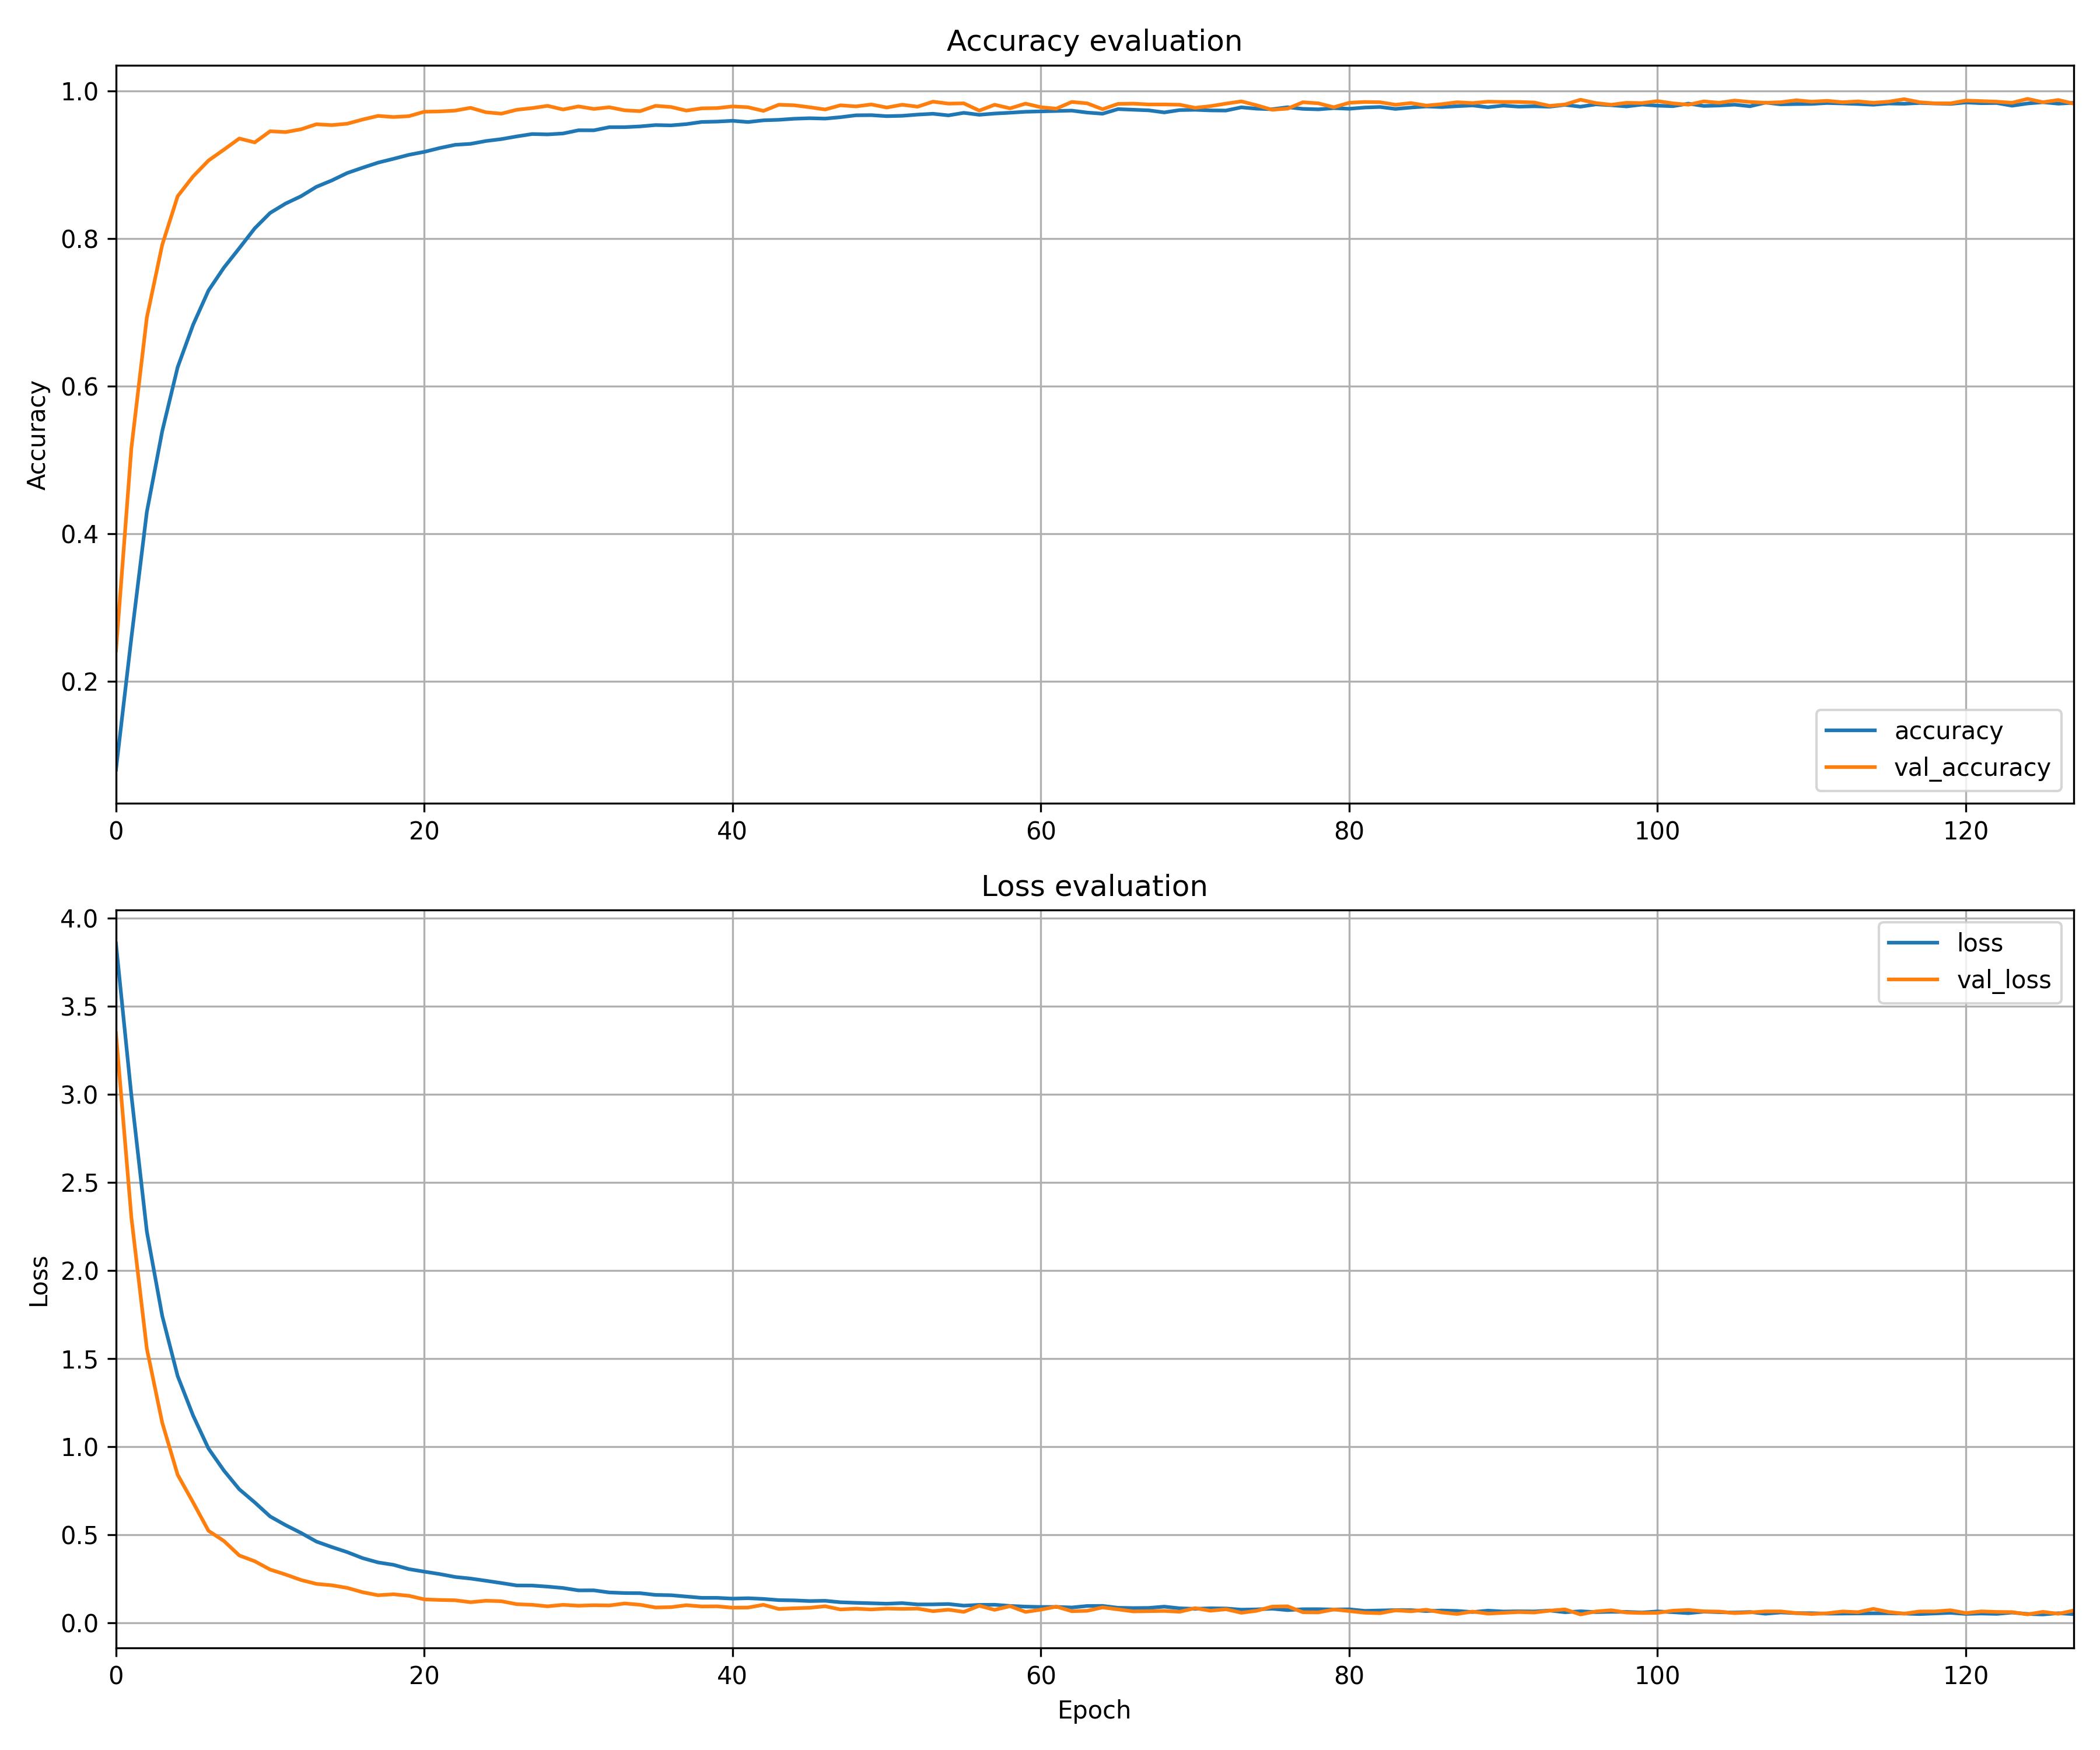 Accuracy evaluation
1.0
0.8
0.6
0.4
0.2
Accuracy
accuracy
val_accuracy
0 20 40 60 80 100 120
Loss evaluation
4.0
3.5
3.0
2.5
2.0
1.5
1.0
0.5
0.0
Loss
loss
val_loss
0 20 40 60 80 100 120
Epoch